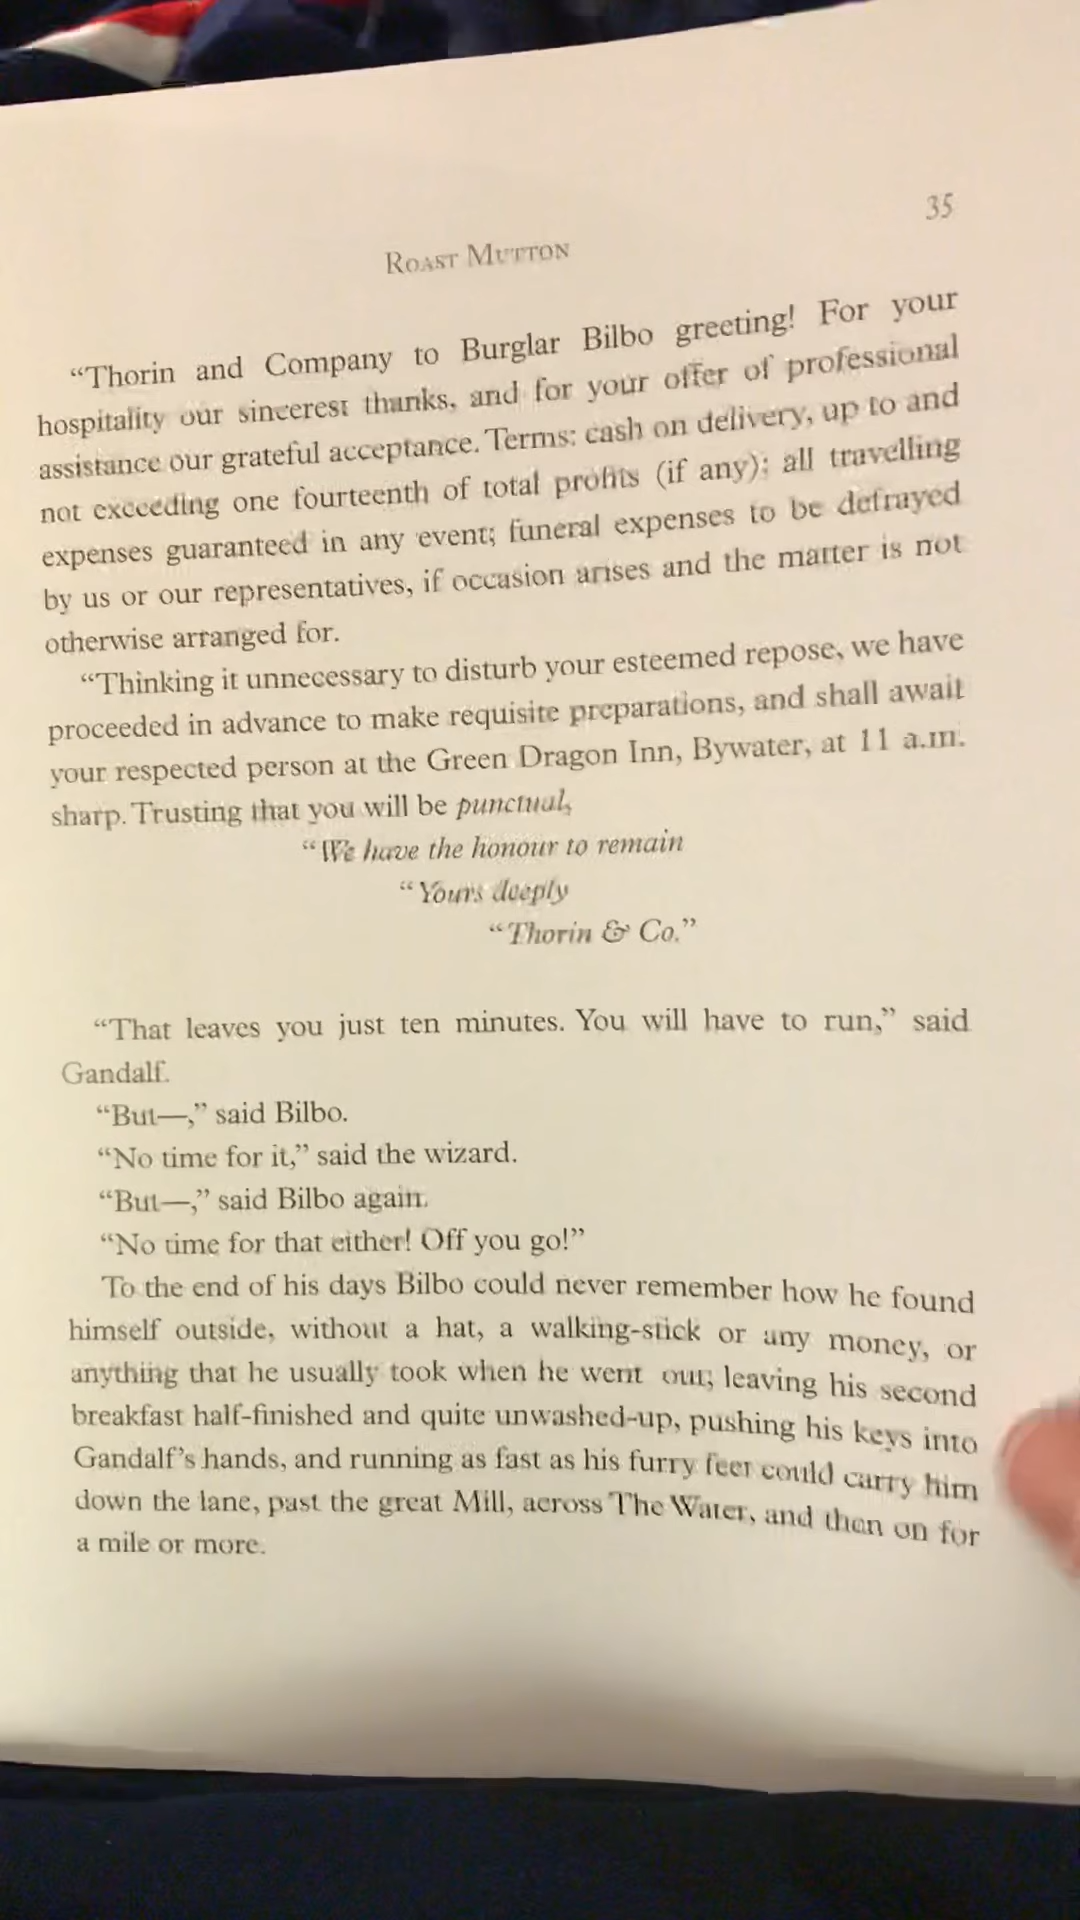 35
ROAST MUTTON
“Thorin and Company to Burglar Bilbo greeting! For your
hospitality our sincerest thanks, and for your offer of professional
assistance our grateful acceptance. Terms: cash on delivery, up to and
not exceeding one fourteenth of total profits (if any); all travelling
expenses guaranteed in any event; funeral expenses to be defrayed
by us or our representatives, if occasion arises and the matter is not
otherwise arranged for.
“Thinking it unnecessary to disturb your esteemed repose, we have
proceeded in advance to make requisite preparations, and shall await
your respected person at the Green Dragon Inn, Bywater, at 11 a.m.
sharp. Trusting that you will be punctual,
“We have the honour to remain
“Yours deeply
“Thorin & Co.”
“That leaves you just ten minutes. You will have to run,” said
Gandalf.
“But—,” said Bilbo.
“No time for it,” said the wizard.
“But—,” said Bilbo again.
“No time for that either! Off you go!”
To the end of his days Bilbo could never remember how he found
himself outside, without a hat, a walking-stick or any money, or
anything that he usually took when he went out; leaving his second
breakfast half-finished and quite unwashed-up, pushing his keys into
Gandalf’s hands, and running as fast as his furry feet could carry him
down the lane, past the great Mill, across The Water, and then on for
a mile or more.